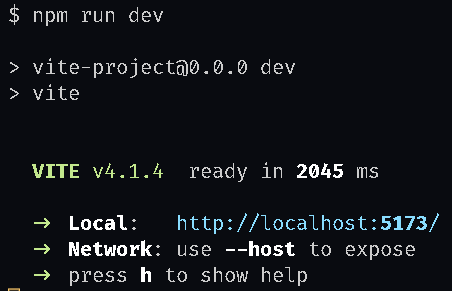 $ npm run dev
> vite-project@0.0.0 dev
> vite
VITE v4.1.4 ready in 2045 ms
→ Local: http://localhost:5173/
→ Network: use --host to expose
→ press h to show help